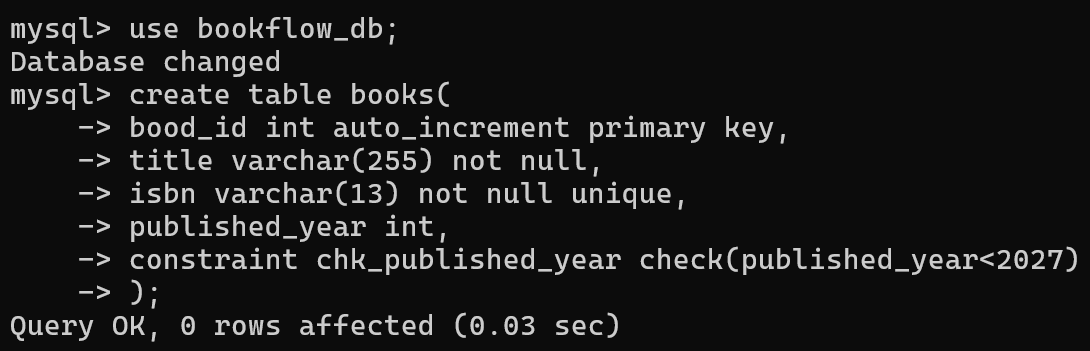 mysql> use bookflow_db;
Database changed
mysql> create table books(
    -> bood_id int auto_increment primary key,
    -> title varchar(255) not null,
    -> isbn varchar(13) not null unique,
    -> published_year int,
    -> constraint chk_published_year check(published_year<2027)
    -> );
Query OK, 0 rows affected (0.03 sec)